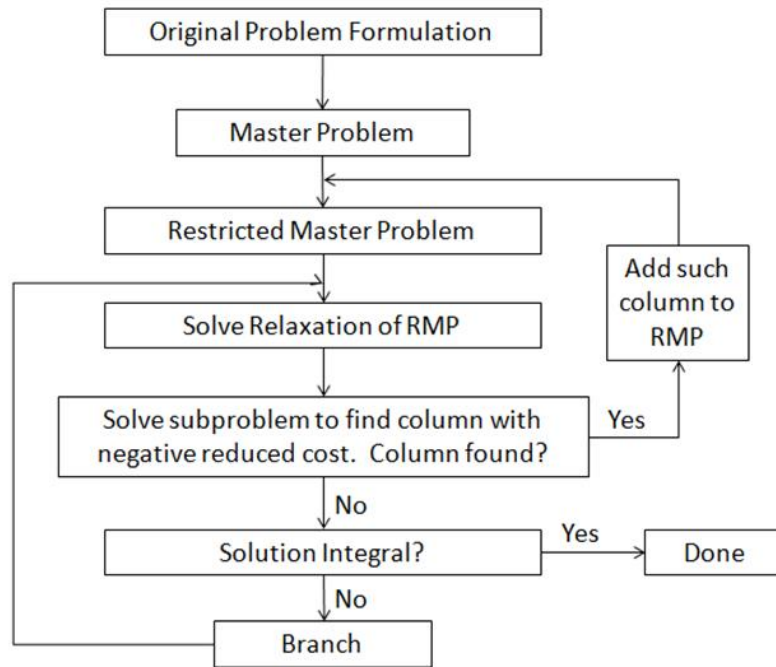 Original Problem Formulation
Master Problem
Restricted Master Problem
Add such
column to
RMP
Solve Relaxation of RMP
Solve subproblem to find column with
negative reduced cost.  Column found?
Yes
No
Solution Integral?
Yes
Done
No
Branch